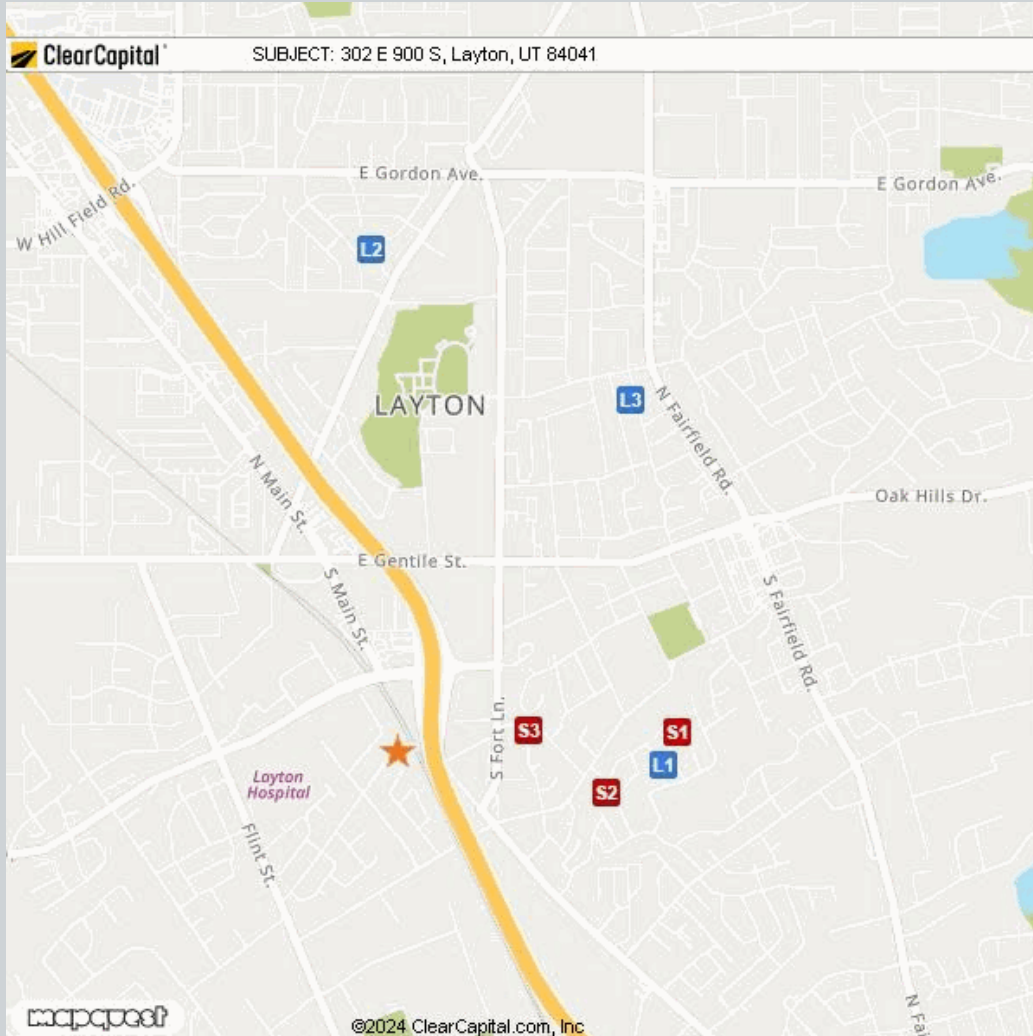 ClearCapital
SUBJECT: 302 E 900 S, Layton, UT 84041
E Gordon Ave.
E Gordon Ave.
W Hill Field Rd.
L2
LAYTON
L3
N Fairfield Rd.
N Main St.
Oak Hills Dr.
E Gentile St.
S Main St.
S Fairfield Rd.
S Fort Ln.
S3
S1
L1
Layton
Hospital
S2
Flint St.
N Fai
mapquest
©2024 ClearCapital.com, Inc